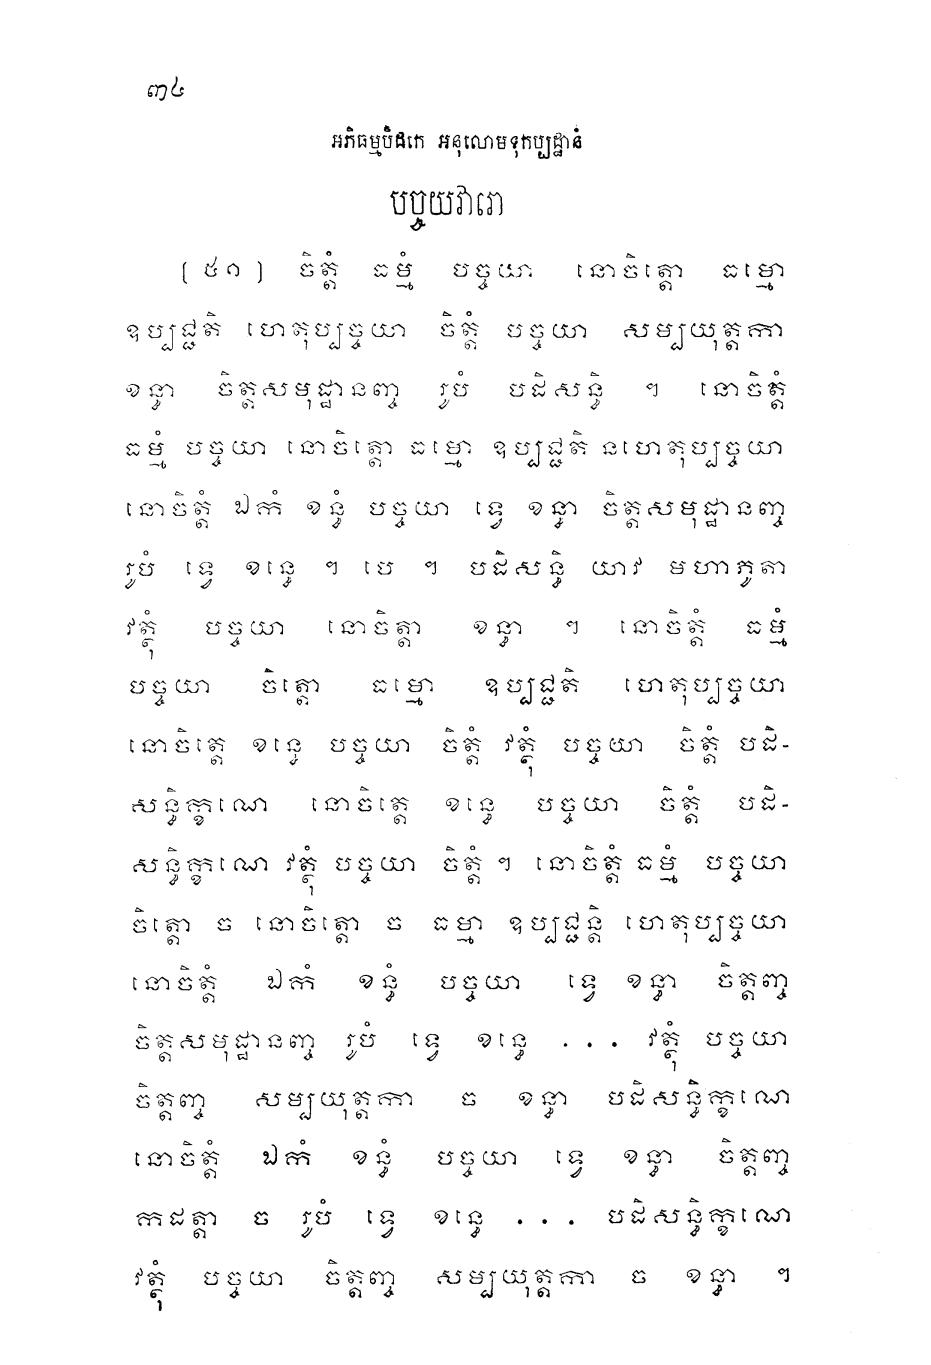 ៣៤
អភិធម្មបិដកេ អនុលោមទុកប្បដ្ឋានំ
បច្ចយវារោ
[ ៥១ ] ចិត្តំ ធម្មំ បច្ចយា នោចិត្តោ ធម្មោ
ឧប្បជ្ជតិ ហេតុប្បច្ចយា ចិត្តំ បច្ចយា សម្បយុត្តកា
ខន្ធា ចិត្តសមុដ្ឋានញ្ច រូបំ បដិសន្ធិ ។ នោចិត្តំ
ធម្មំ បច្ចយា នោចិត្តោ ធម្មោ ឧប្បជ្ជតិ នហេតុប្បច្ចយា
នោចិត្តំ ឯកំ ខន្ធំ បច្ចយា ទ្វេ ខន្ធា ចិត្តសមុដ្ឋានញ្ច
រូបំ ទ្វេ ខន្ធេ ។ បេ ។ បដិសន្ធិ យាវ មហាភូតា
វត្ថុំ បច្ចយា នោចិត្តា ខន្ធា ។ នោចិត្តំ ធម្មំ
បច្ចយា ចិត្តោ ធម្មោ ឧប្បជ្ជតិ ហេតុប្បច្ចយា
នោចិត្តេ ខន្ធេ បច្ចយា ចិត្តំ វត្ថុំ បច្ចយា ចិត្តំ បដិ-
សន្ធិក្ខណេ នោចិត្តេ ខន្ធេ បច្ចយា ចិត្តំ បដិ-
សន្ធិក្ខណេ វត្ថុំ បច្ចយា ចិត្តំ ។ នោចិត្តំ ធម្មំ បច្ចយា
ចិត្តោ ច នោចិត្តោ ច ធម្មា ឧប្បជ្ជន្តិ ហេតុប្បច្ចយា
នោចិត្តំ ឯកំ ខន្ធំ បច្ចយា ទ្វេ ខន្ធា ចិត្តញ្ច
ចិត្តសមុដ្ឋានញ្ច រូបំ ទ្វេ ខន្ធេ . . . វត្ថុំ បច្ចយា
ចិត្តញ្ច សម្បយុត្តកា ច ខន្ធា បដិសន្ធិក្ខណេ
នោចិត្តំ ឯកំ ខន្ធំ បច្ចយា ទ្វេ ខន្ធា ចិត្តញ្ច
កដត្តា ច រូបំ ទ្វេ ខន្ធេ . . . បដិសន្ធិក្ខណេ
វត្ថុំ បច្ចយា ចិត្តញ្ច សម្បយុត្តកា ច ខន្ធា ។